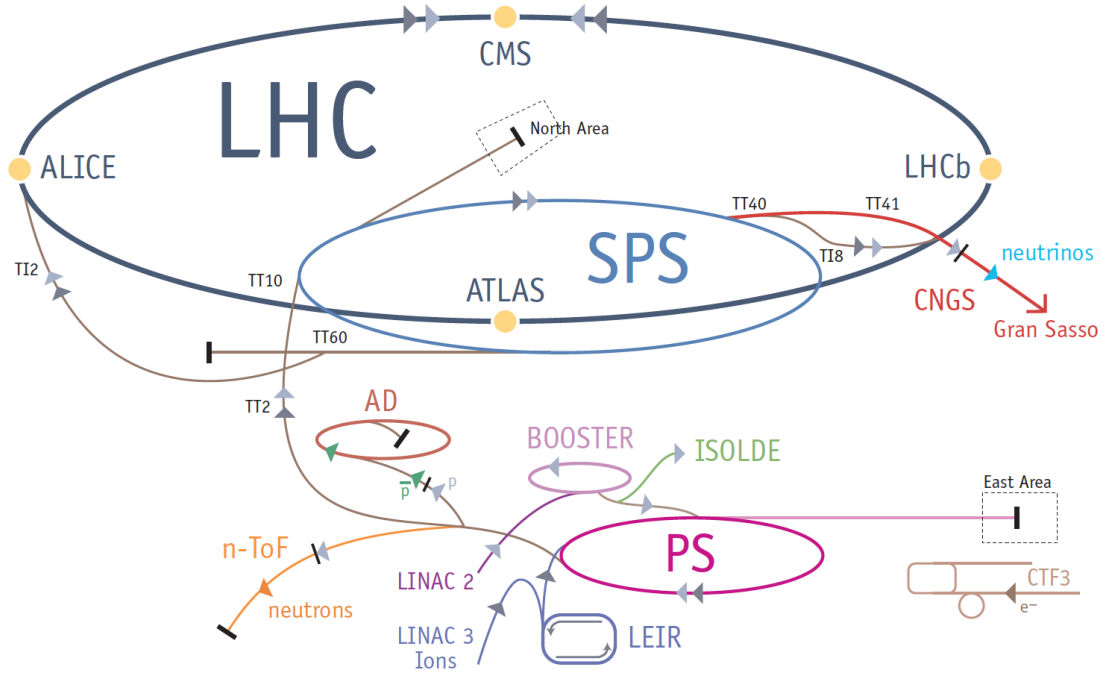 CMS
LHC
North Area
ALICE
LHCb
TT40
TT41
SPS
TI2
TT10
TI8
neutrinos
ATLAS
CNGS
Gran Sasso
TT60
TT2
AD
BOOSTER
ISOLDE
p̅
p
East Area
n-ToF
PS
LINAC 2
CTF3
neutrons
e⁻
LINAC 3
Ions
LEIR